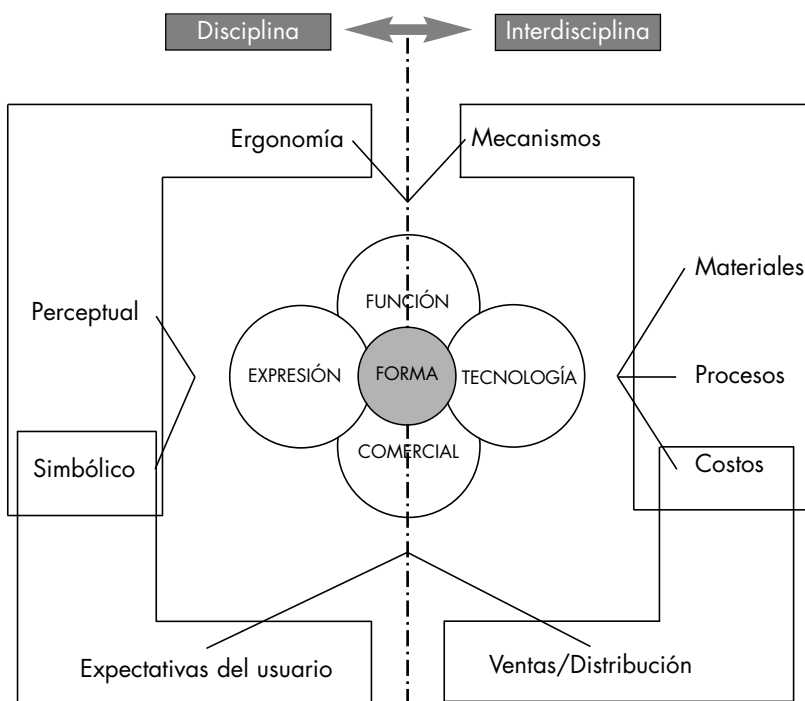 Disciplina
Interdisciplina
Ergonomía
Mecanismos
Materiales
Perceptual
FUNCIÓN
EXPRESIÓN
FORMA
TECNOLOGÍA
Procesos
COMERCIAL
Simbólico
Costos
Expectativas del usuario
Ventas/Distribución